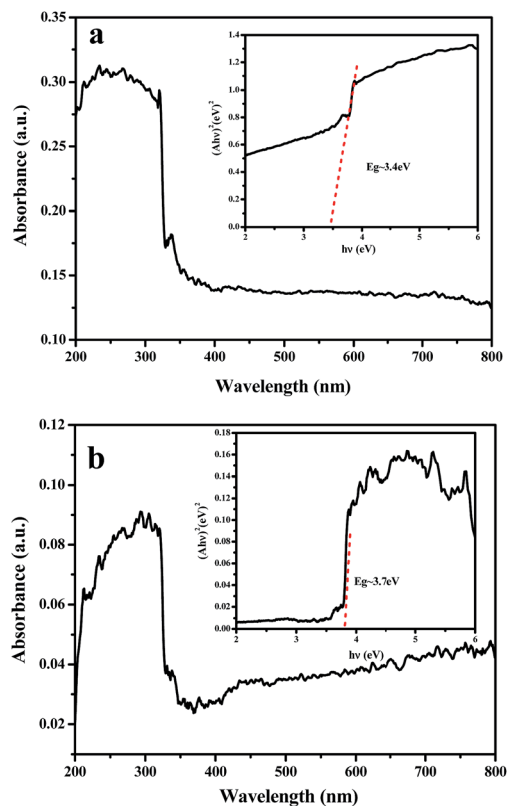 a
Absorbance (a.u.)
0.35
0.30
0.25
0.20
0.15
0.10
200 300 400 500 600 700 800
Wavelength (nm)
(Ahν)²(eV)²
1.4
1.2
1.0
0.8
0.6
0.4
0.2
0.0
2 3 4 5 6
hν (eV)
Eg~3.4eV
b
Absorbance (a.u.)
0.12
0.10
0.08
0.06
0.04
0.02
200 300 400 500 600 700 800
Wavelength (nm)
(Ahν)²(eV)²
0.18
0.16
0.14
0.12
0.10
0.08
0.06
0.04
0.02
0.00
2 3 4 5 6
hν (eV)
Eg~3.7eV